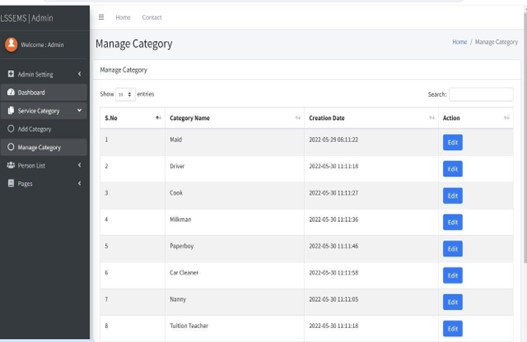 LSSEMS | Admin
Home Contact
Welcome : Admin
Manage Category
Home / Manage Category
Admin Setting
Dashboard
Service Category
Add Category
Manage Category
Person List
Pages
Manage Category
Show 10 entries
Search:
S.No Category Name Creation Date Action
1 Maid 2022-05-29 06:11:22 Edit
2 Driver 2022-05-30 11:11:18 Edit
3 Cook 2022-05-30 11:11:27 Edit
4 Milkman 2022-05-30 11:11:36 Edit
5 Paperboy 2022-05-30 11:11:46 Edit
6 Car Cleaner 2022-05-30 11:11:58 Edit
7 Nanny 2022-05-30 11:11:05 Edit
8 Tuition Teacher 2022-05-30 11:11:18 Edit